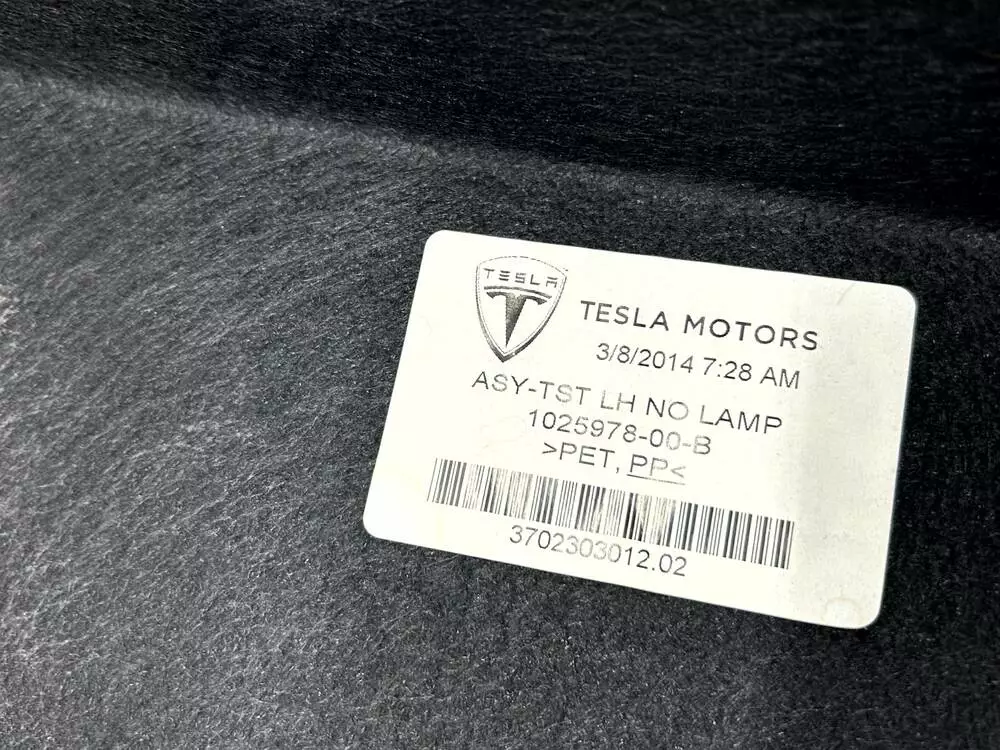 TESLA
TESLA MOTORS
3/8/2014 7:28 AM
ASY-TST LH NO LAMP
1025978-00-B
>PET, PP<
3702303012.02